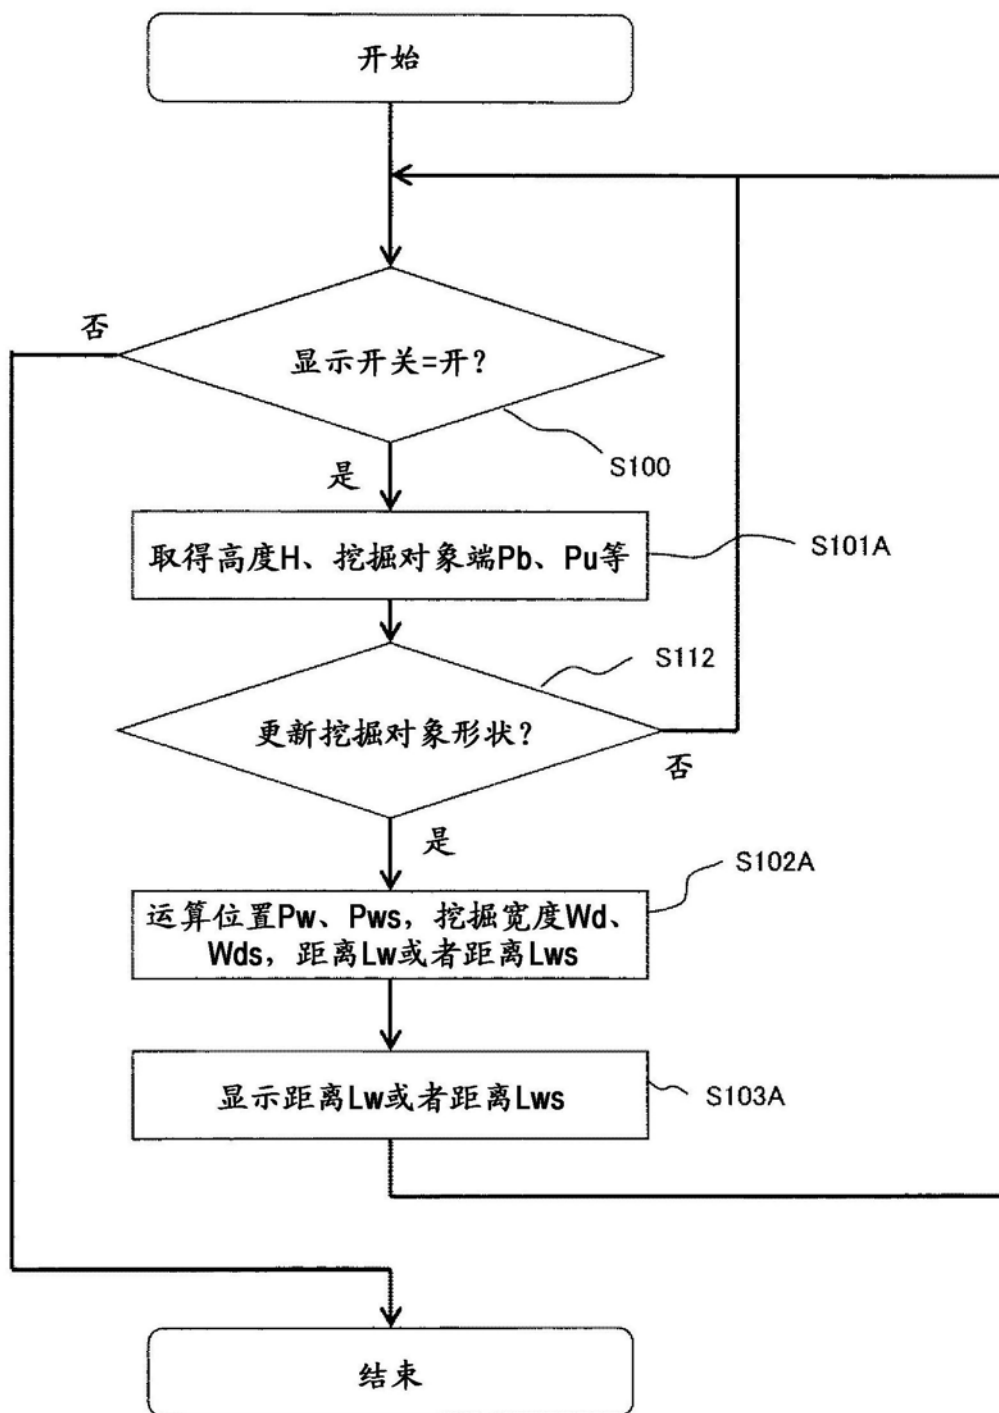 开始
否
显示开关=开?
S100
是
取得高度H、挖掘对象端Pb、Pu等
S101A
S112
更新挖掘对象形状?
否
是
S102A
运算位置Pw、Pws，挖掘宽度Wd、
Wds，距离Lw或者距离Lws
显示距离Lw或者距离Lws
S103A
结束